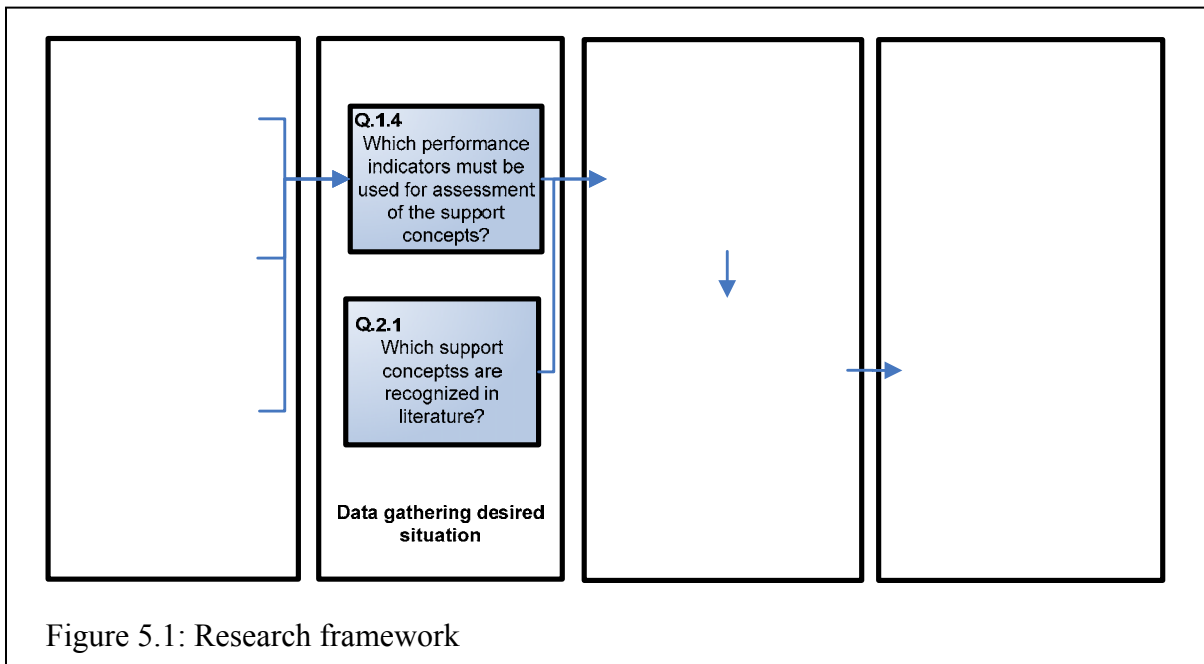 Q.1.4
Which performance
indicators must be
used for assessment
of the support
concepts?
Q.2.1
Which support
conceptss are
recognized in
literature?
Data gathering desired
situation
Figure 5.1: Research framework